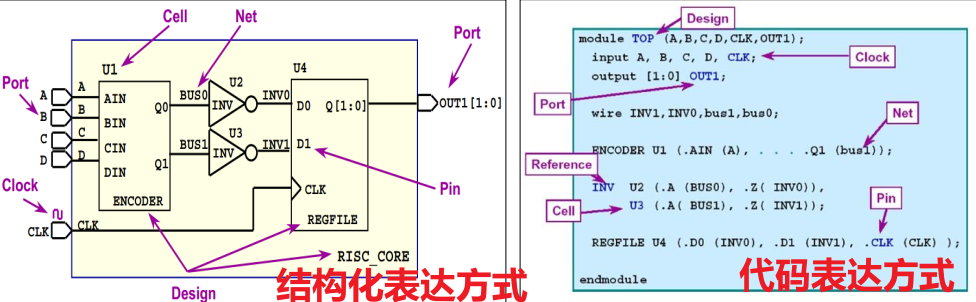 Cell
Net
Port
Port
Clock
Pin
Design
U1
U2
U3
U4
A
B
C
D
A
B
C
D
AIN
BIN
CIN
DIN
Q0
Q1
ENCODER
BUS0
BUS1
INV
INV
INV0
INV1
D0
D1
Q[1:0]
CLK
REGFILE
OUT1[1:0]
CLK
CLK
RISC_CORE
结构化表达方式
Design
module TOP (A,B,C,D,CLK,OUT1);
input A, B, C, D, CLK;
Clock
output [1:0] OUT1;
Port
wire INV1,INV0,bus1,bus0;
Net
ENCODER U1 (.AIN (A), . . . .Q1 (bus1));
Reference
INV U2 (.A (BUS0), .Z( INV0)),
Cell
U3 (.A( BUS1), .Z( INV1));
Pin
REGFILE U4 (.D0 (INV0), .D1 (INV1), .CLK (CLK) );
endmodule
代码表达方式